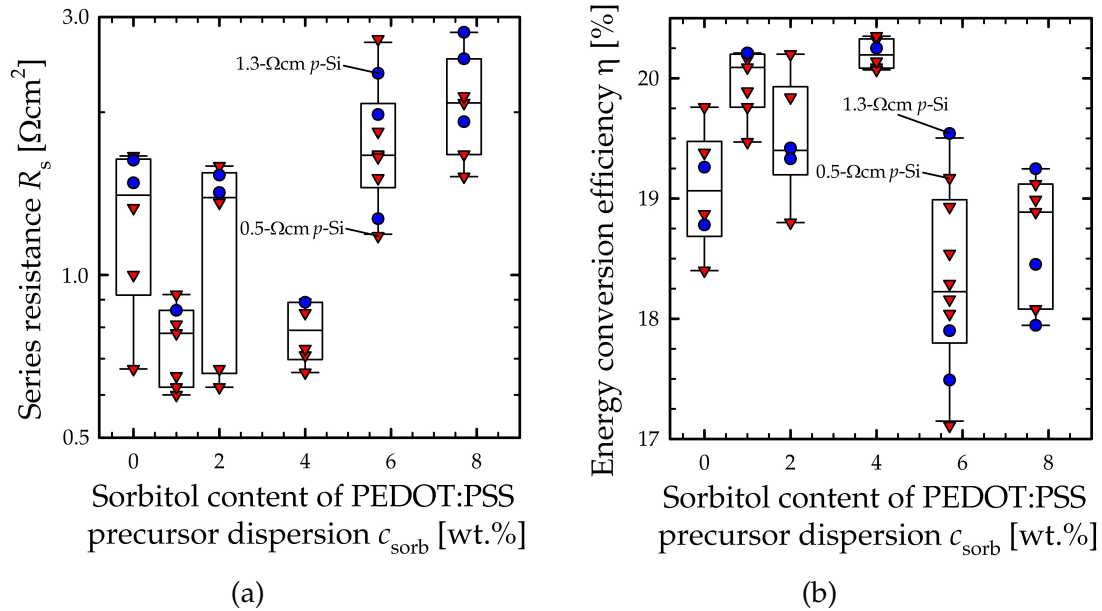 3.0
1.0
0.5
Series resistance Rs [Ωcm²]
1.3-Ωcm p-Si
0.5-Ωcm p-Si
0 2 4 6 8
Sorbitol content of PEDOT:PSS
precursor dispersion csorb [wt.%]
(a)
20
19
18
17
Energy conversion efficiency η [%]
1.3-Ωcm p-Si
0.5-Ωcm p-Si
0 2 4 6 8
Sorbitol content of PEDOT:PSS
precursor dispersion csorb [wt.%]
(b)